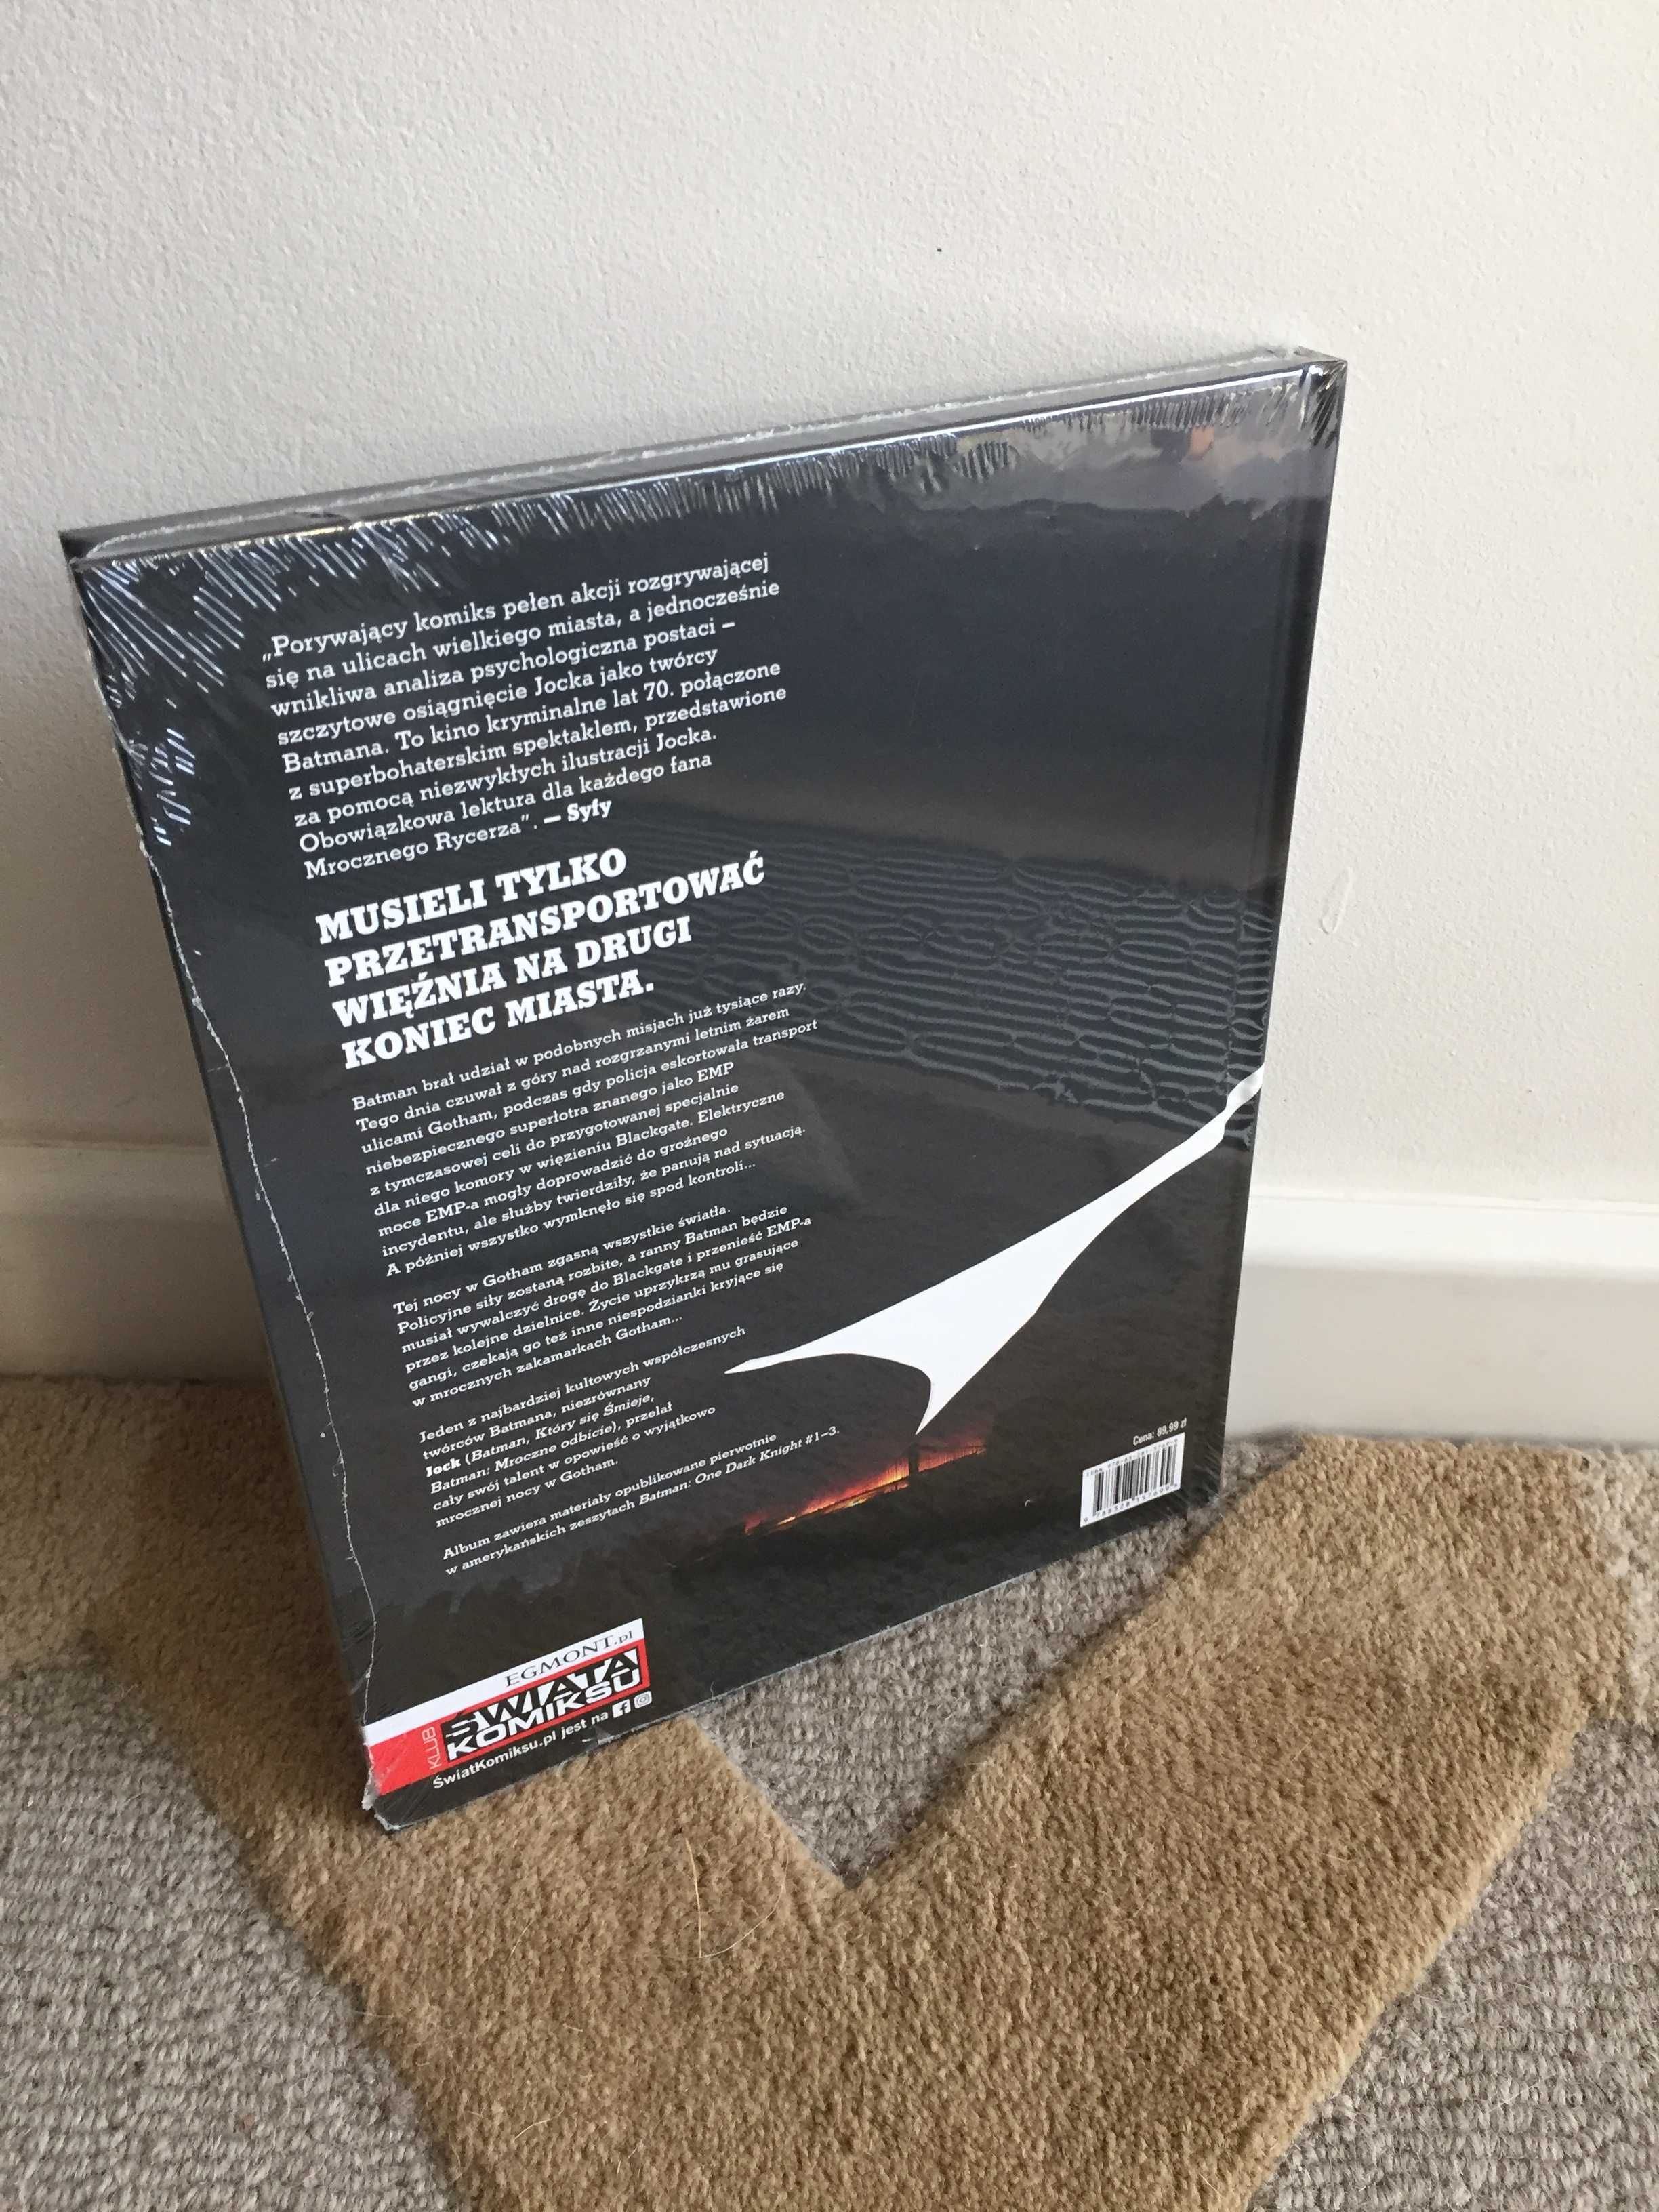 „Porywający komiks pełen akcji rozgrywającej
się na ulicach wielkiego miasta, a jednocześnie
wnikliwa analiza psychologiczna postaci –
szczytowe osiągnięcie Jocka jako twórcy
Batmana. To kino kryminalne lat 70. połączone
z superbohaterskim spektaklem, przedstawione
za pomocą niezwykłych ilustracji Jocka.
Obowiązkowa lektura dla każdego fana
Mrocznego Rycerza”. — Syfy
MUSIELI TYLKO
PRZETRANSPORTOWAĆ
WIĘŹNIA NA DRUGI
KONIEC MIASTA.
Batman brał udział w podobnych misjach już tysiące razy.
Tego dnia czuwał z góry nad rozgrzanymi letnim żarem
ulicami Gotham, podczas gdy policja eskortowała transport
niebezpiecznego superłotra znanego jako EMP
z tymczasowej celi do przygotowanej specjalnie
dla niego komory w więzieniu Blackgate. Elektryczne
moce EMP-a mogły doprowadzić do groźnego
incydentu, ale służby twierdziły, że panują nad sytuacją.
A później wszystko wymknęło się spod kontroli...
Tej nocy w Gotham zgasną wszystkie światła.
Policyjne siły zostaną rozbite, a ranny Batman będzie
musiał wywalczyć drogę do Blackgate i przenieść EMP-a
przez kolejne dzielnice. Życie uprzykrzą mu grasujące
gangi, czekają go też inne niespodzianki kryjące się
w mrocznych zakamarkach Gotham...
Jeden z najbardziej kultowych współczesnych
twórców Batmana, niezrównany
Jock (Batman, Który się Śmieje,
Batman: Mroczne odbicie), przelał
cały swój talent w opowieść o wyjątkowo
mrocznej nocy w Gotham.
Album zawiera materiały opublikowane pierwotnie
w amerykańskich zeszytach Batman: One Dark Knight #1–3.
Cena: 89,99 zł
EGMONT.pl
KLUB ŚWIATA
KOMIKSU
ŚwiatKomiksu.pl jest na